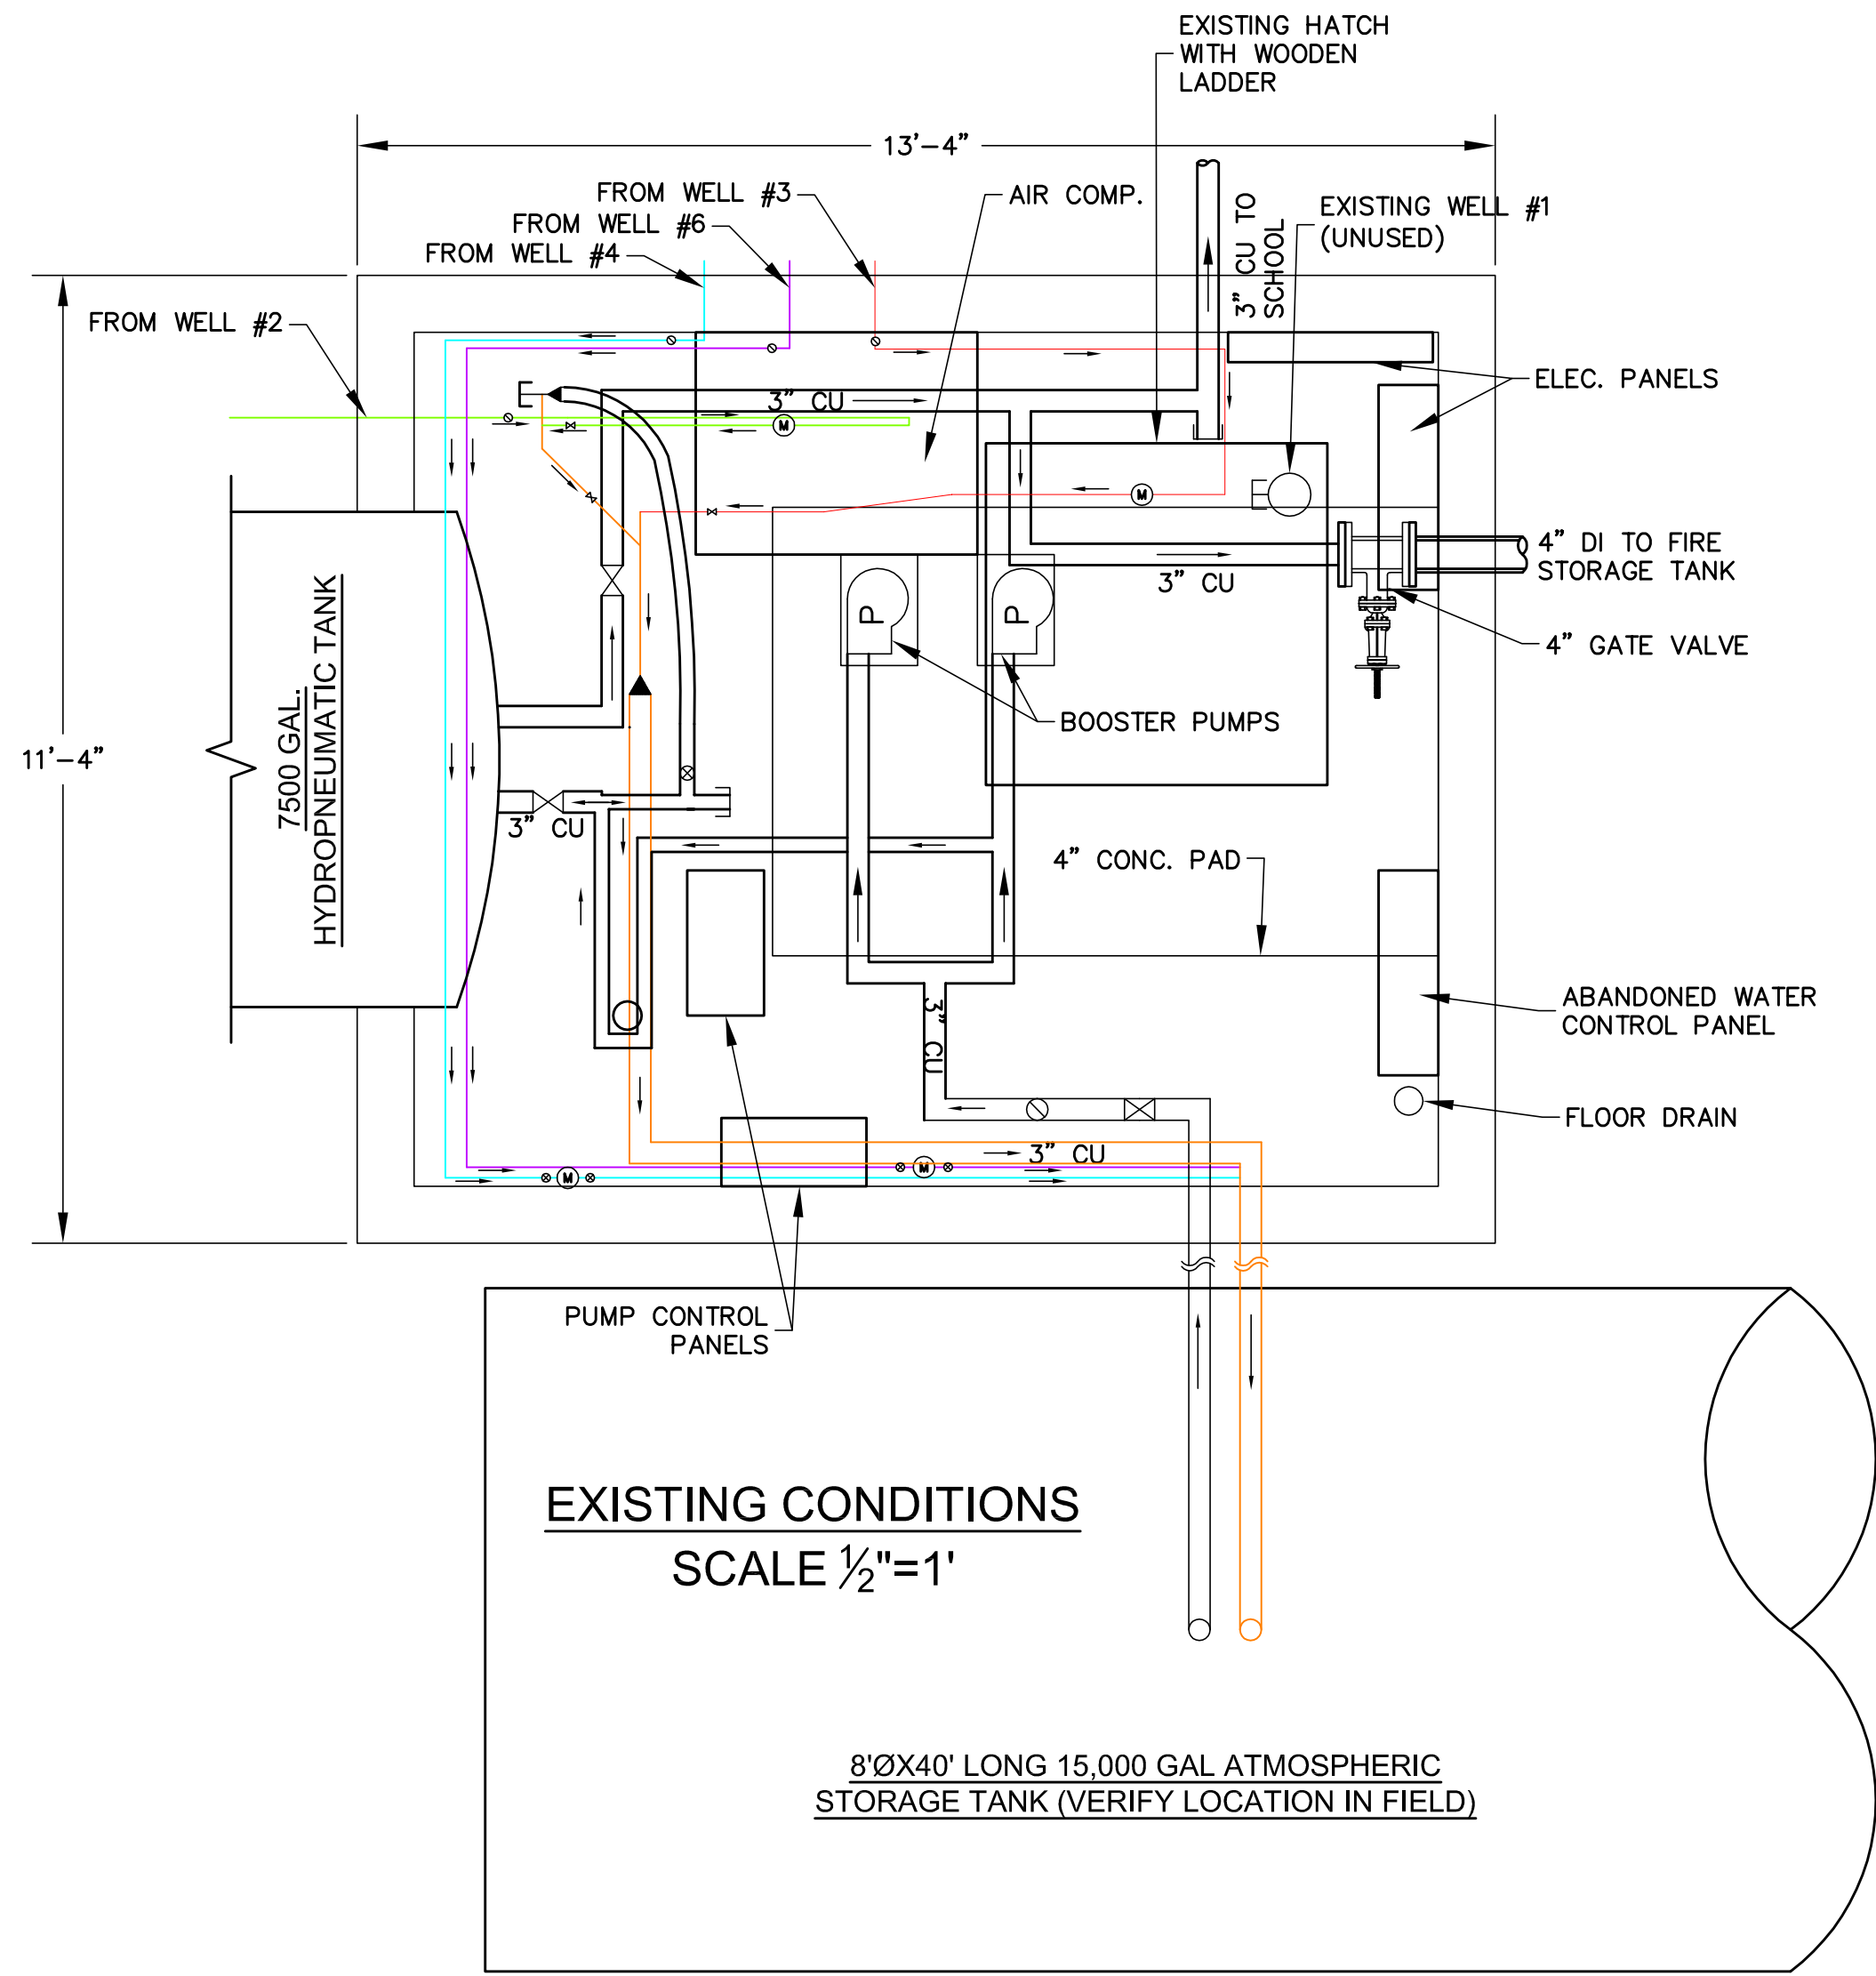 EXISTING HATCH
WITH WOODEN
LADDER
13'-4"
FROM WELL #3
AIR COMP.
FROM WELL #6
FROM WELL #4
3" CU TO
SCHOOL
EXISTING WELL #1
(UNUSED)
FROM WELL #2
ELEC. PANELS
3" CU
M
M
4" DI TO FIRE
STORAGE TANK
3" CU
P
P
4" GATE VALVE
7500 GAL.
HYDROPNEUMATIC TANK
BOOSTER PUMPS
11'-4"
3" CU
4" CONC. PAD
3" CU
ABANDONED WATER
CONTROL PANEL
FLOOR DRAIN
3" CU
M
M
PUMP CONTROL
PANELS
EXISTING CONDITIONS
SCALE ½"=1'
8'ØX40' LONG 15,000 GAL ATMOSPHERIC
STORAGE TANK (VERIFY LOCATION IN FIELD)